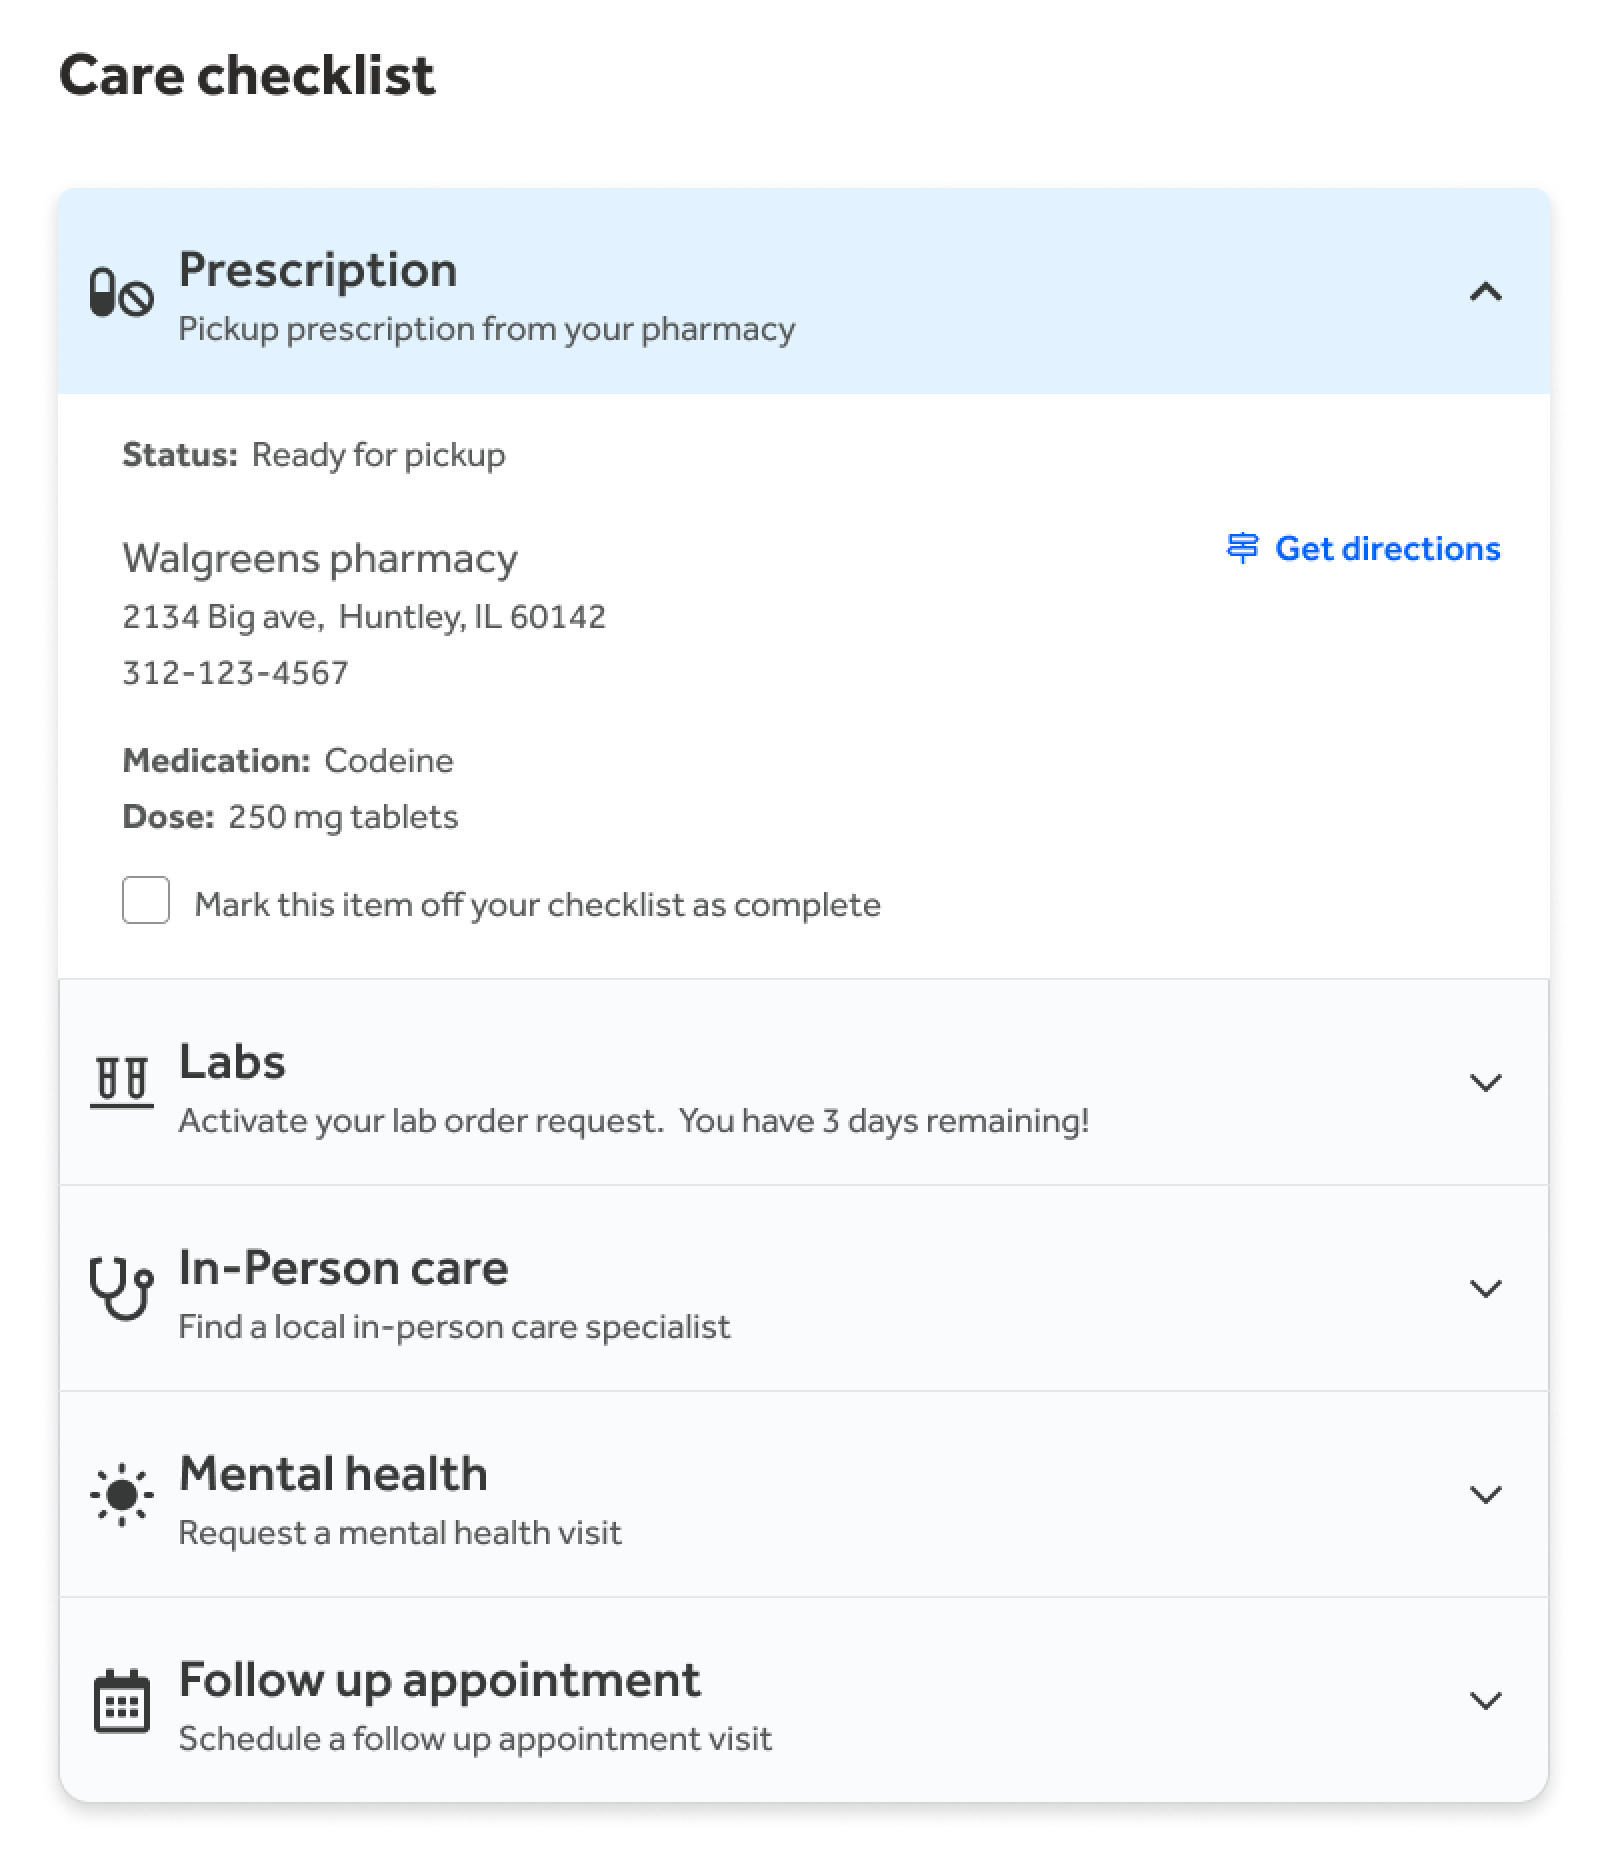 Care checklist
Prescription
Pickup prescription from your pharmacy
Status: Ready for pickup
Walgreens pharmacy
Get directions
2134 Big ave, Huntley, IL 60142
312-123-4567
Medication: Codeine
Dose: 250 mg tablets
Mark this item off your checklist as complete
Labs
Activate your lab order request. You have 3 days remaining!
In-Person care
Find a local in-person care specialist
Mental health
Request a mental health visit
Follow up appointment
Schedule a follow up appointment visit